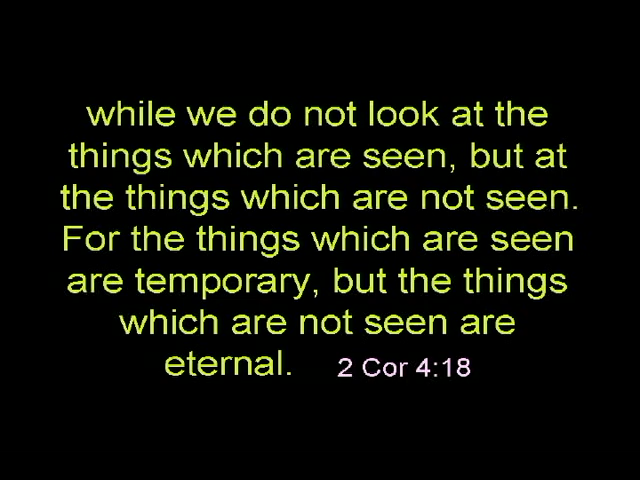 while we do not look at the
things which are seen, but at
the things which are not seen.
For the things which are seen
are temporary, but the things
which are not seen are
eternal. 2 Cor 4:18